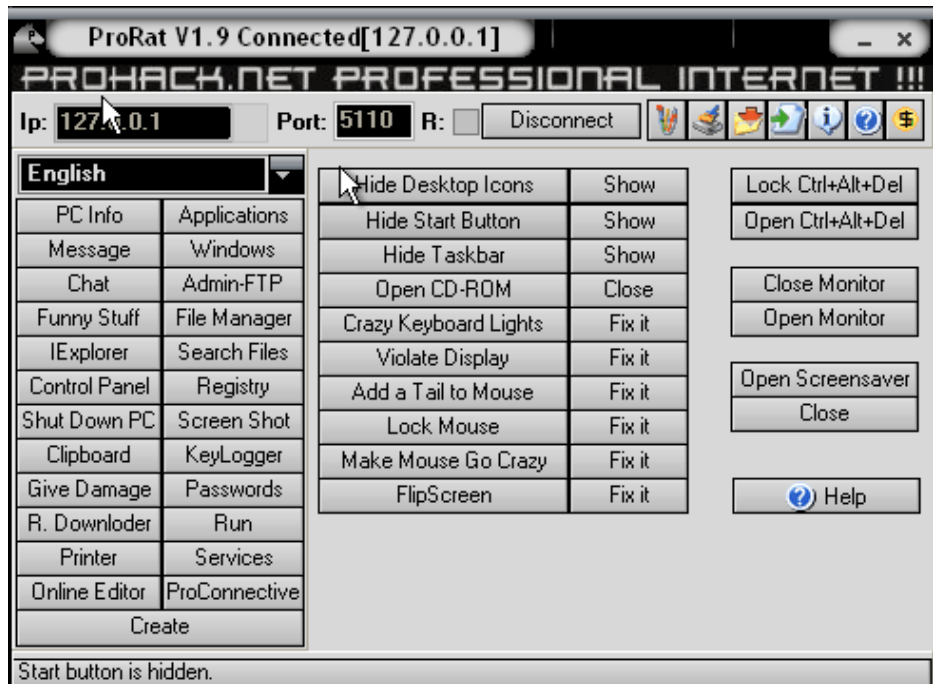 ProRat V1.9 Connected[127.0.0.1]
PROHACK.NET PROFESSIONAL INTERNET !!!
Ip: 127.0.0.1 Port: 5110 R: Disconnect
English
PC Info Applications
Message Windows
Chat Admin-FTP
Funny Stuff File Manager
IExplorer Search Files
Control Panel Registry
Shut Down PC Screen Shot
Clipboard KeyLogger
Give Damage Passwords
R. Downloder Run
Printer Services
Online Editor ProConnective
Create
Hide Desktop Icons Show
Hide Start Button Show
Hide Taskbar Show
Open CD-ROM Close
Crazy Keyboard Lights Fix it
Violate Display Fix it
Add a Tail to Mouse Fix it
Lock Mouse Fix it
Make Mouse Go Crazy Fix it
FlipScreen Fix it
Lock Ctrl+Alt+Del
Open Ctrl+Alt+Del
Close Monitor
Open Monitor
Open Screensaver
Close
Help
Start button is hidden.